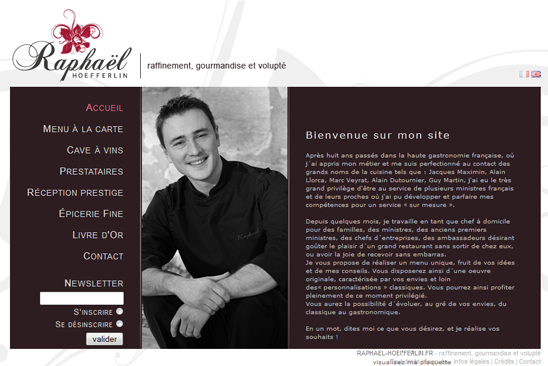 Raphaël
HOEFFERLIN
raffinement, gourmandise et volupté
ACCUEIL
MENU À LA CARTE
CAVE À VINS
PRESTATAIRES
RÉCEPTION PRESTIGE
ÉPICERIE FINE
LIVRE D'OR
CONTACT
NEWSLETTER
S'INSCRIRE
SE DÉSINSCRIRE
valider
Bienvenue sur mon site
Après huit ans passés dans la haute gastronomie française, où
j´ai appris mon métier et me suis perfectionné au contact des
grands noms de la cuisine tels que : Jacques Maximin, Alain
Llorca, Marc Veyrat, Alain Dutournier, Guy Martin, j'ai eu le très
grand privilège d'être au service de plusieurs ministres français
et de leurs proches où j'ai pu développer et parfaire mes
compétences pour un service « sur mesure ».
Depuis quelques mois, je travaille en tant que chef à domicile
pour des familles, des ministres, des anciens premiers
ministres, des chefs d´entreprises, des ambassadeurs désirant
goûter le plaisir d´un grand restaurant sans sortir de chez eux,
ou avoir la joie de recevoir sans embarras.
Je vous propose de réaliser un menu unique, fruit de vos idées
et de mes conseils. Vous disposerez ainsi d´une oeuvre
originale, caractérisée par vos envies et loin
des« personnalisations » classiques. Vous pourrez ainsi profiter
pleinement de ce moment privilégié.
Vous aurez la possibilité d´évoluer, au gré de vos envies, du
classique au gastronomique.
En un mot, dites moi ce que vous désirez, et je réalise vos
souhaits !
RAPHAEL-HOEFFERLIN.FR - raffinement, gourmandise et volupté
visualisez ma plaquette
Infos légales | Crédits | Contact